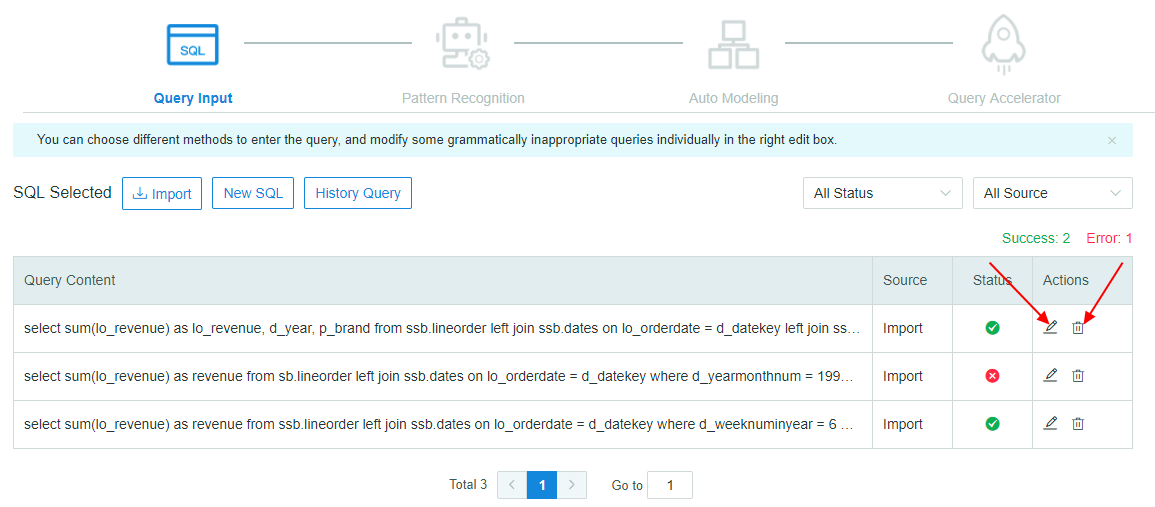 SQL
Query Input Pattern Recognition Auto Modeling Query Accelerator
You can choose different methods to enter the query, and modify some grammatically inappropriate queries individually in the right edit box.
SQL Selected Import New SQL History Query All Status All Source
Success: 2 Error: 1
Query Content Source Status Actions
select sum(lo_revenue) as lo_revenue, d_year, p_brand from ssb.lineorder left join ssb.dates on lo_orderdate = d_datekey left join ss… Import
select sum(lo_revenue) as revenue from sb.lineorder left join ssb.dates on lo_orderdate = d_datekey where d_yearmonthnum = 199… Import
select sum(lo_revenue) as revenue from ssb.lineorder left join ssb.dates on lo_orderdate = d_datekey where d_weeknuminyear = 6 … Import
Total 3 1 Go to 1